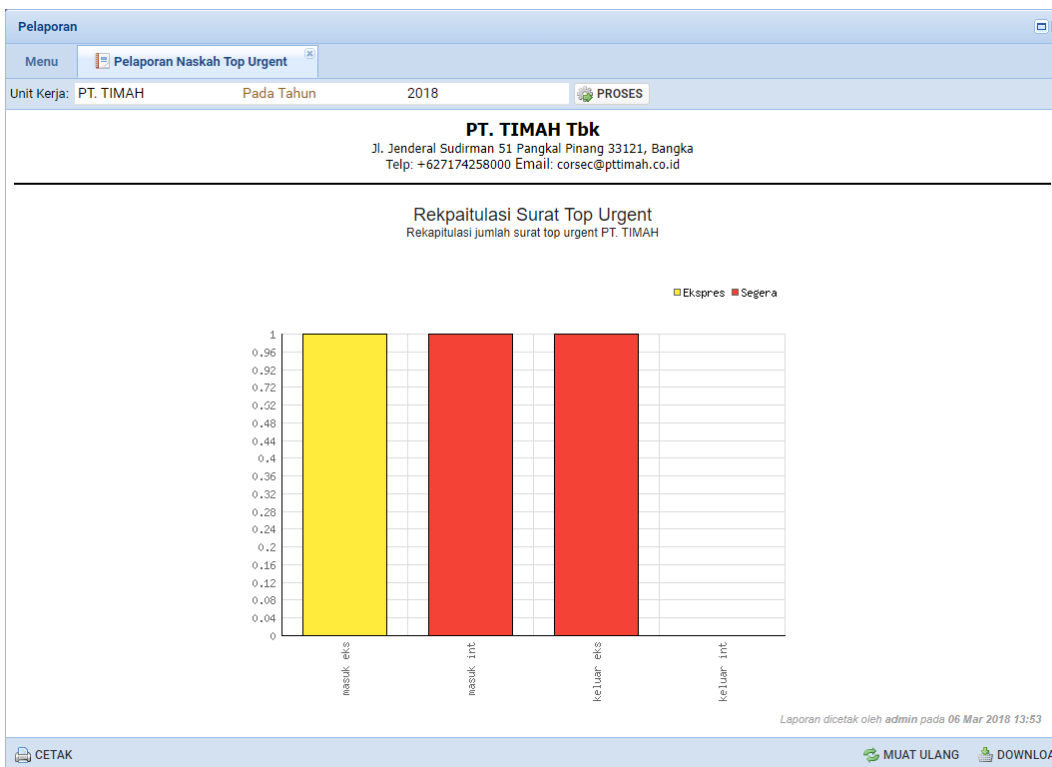 Pelaporan
Menu
Pelaporan Naskah Top Urgent
Unit Kerja: PT. TIMAH Pada Tahun 2018 PROSES
PT. TIMAH Tbk
Jl. Jenderal Sudirman 51 Pangkal Pinang 33121, Bangka
Telp: +627174258000 Email: corsec@pttimah.co.id
Rekpaitulasi Surat Top Urgent
Rekapitulasi jumlah surat top urgent PT. TIMAH
Ekspres Segera
1
0.96
0.92
0.72
0.52
0.48
0.44
0.4
0.36
0.32
0.28
0.24
0.2
0.16
0.12
0.08
0.04
0
masuk eks
masuk int
keluar eks
keluar int
Laporan dicetak oleh admin pada 06 Mar 2018 13:53
CETAK
MUAT ULANG
DOWNLOA